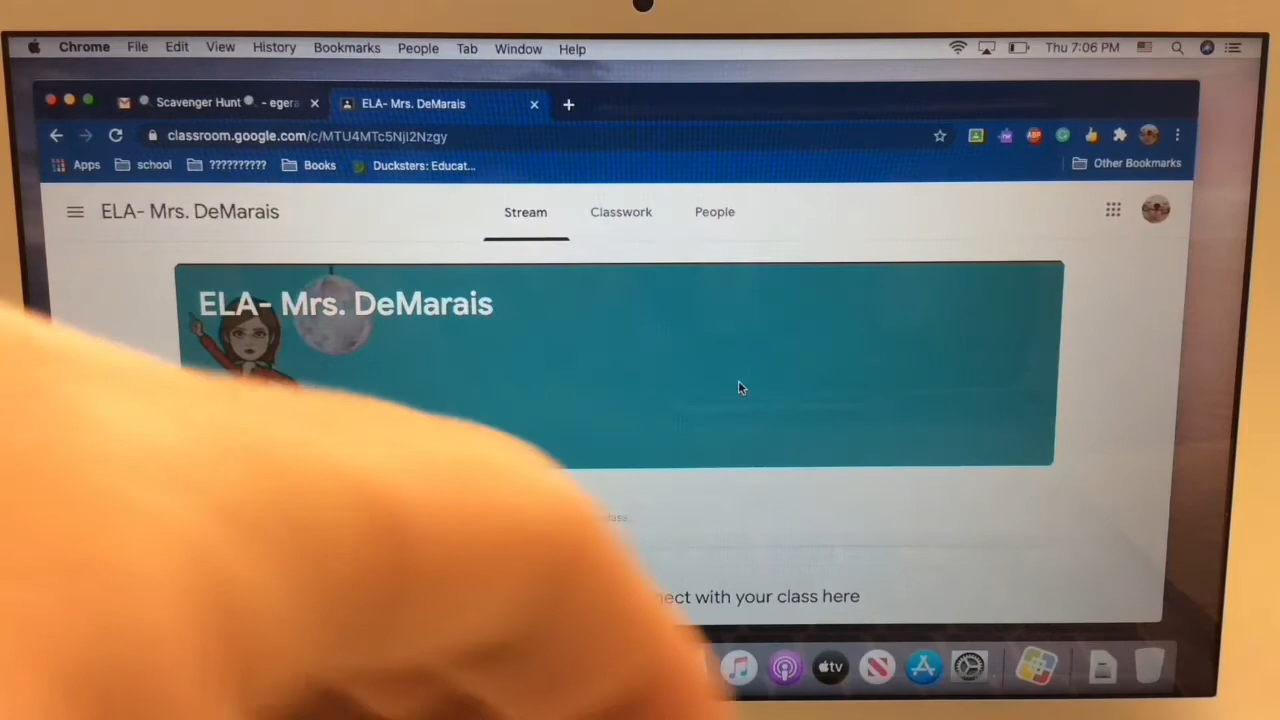 Chrome File Edit View History Bookmarks People Tab Window Help Thu 7:06 PM
Scavenger Hunt - egera ELA- Mrs. DeMarais
classroom.google.com/c/MTU4MTc5NjI2Nzgy
Apps school ?????????? Books Ducksters: Educat... Other Bookmarks
ELA- Mrs. DeMarais Stream Classwork People
ELA- Mrs. DeMarais
with your class here
tv